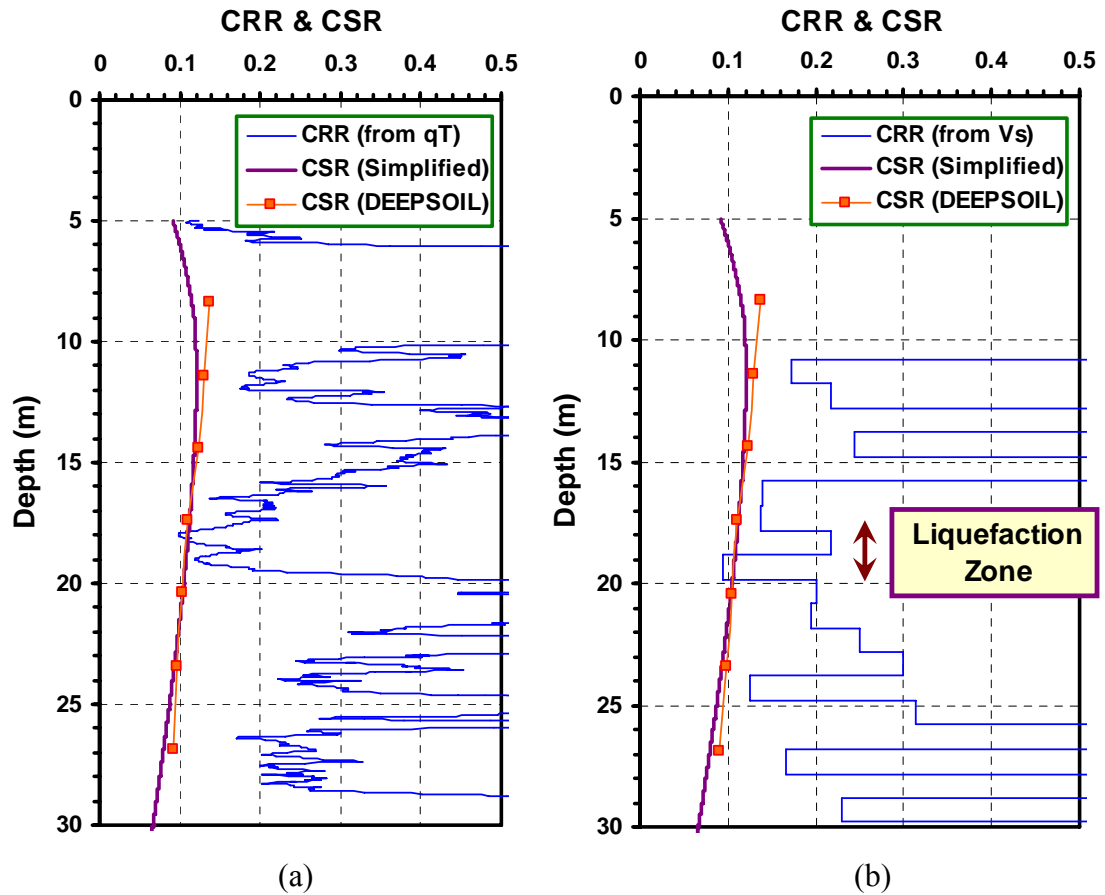 CRR & CSR
0 0.1 0.2 0.3 0.4 0.5
0
5
10
15
20
25
30
Depth (m)
CRR (from qT)
CSR (Simplified)
CSR (DEEPSOIL)
(a)
CRR & CSR
0 0.1 0.2 0.3 0.4 0.5
0
5
10
15
20
25
30
Depth (m)
CRR (from Vs)
CSR (Simplified)
CSR (DEEPSOIL)
Liquefaction
Zone
(b)